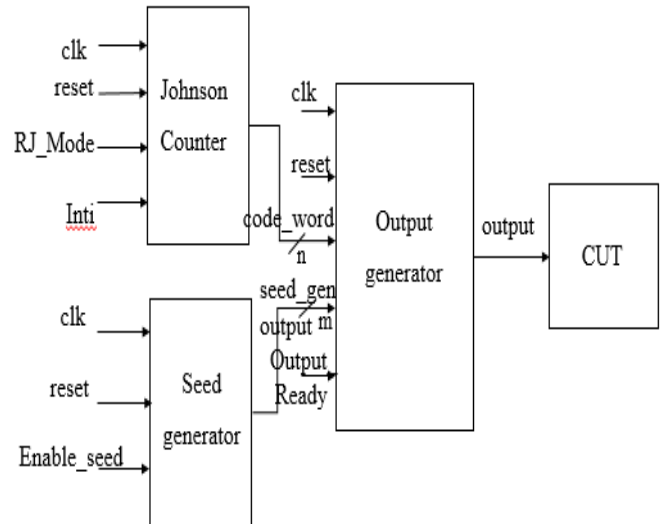 clk
reset
RJ_Mode
Inti
Johnson
Counter
clk
reset
code_word
n
seed_gen
output m
Output
Ready
Output
generator
output
CUT
clk
reset
Enable_seed
Seed
generator